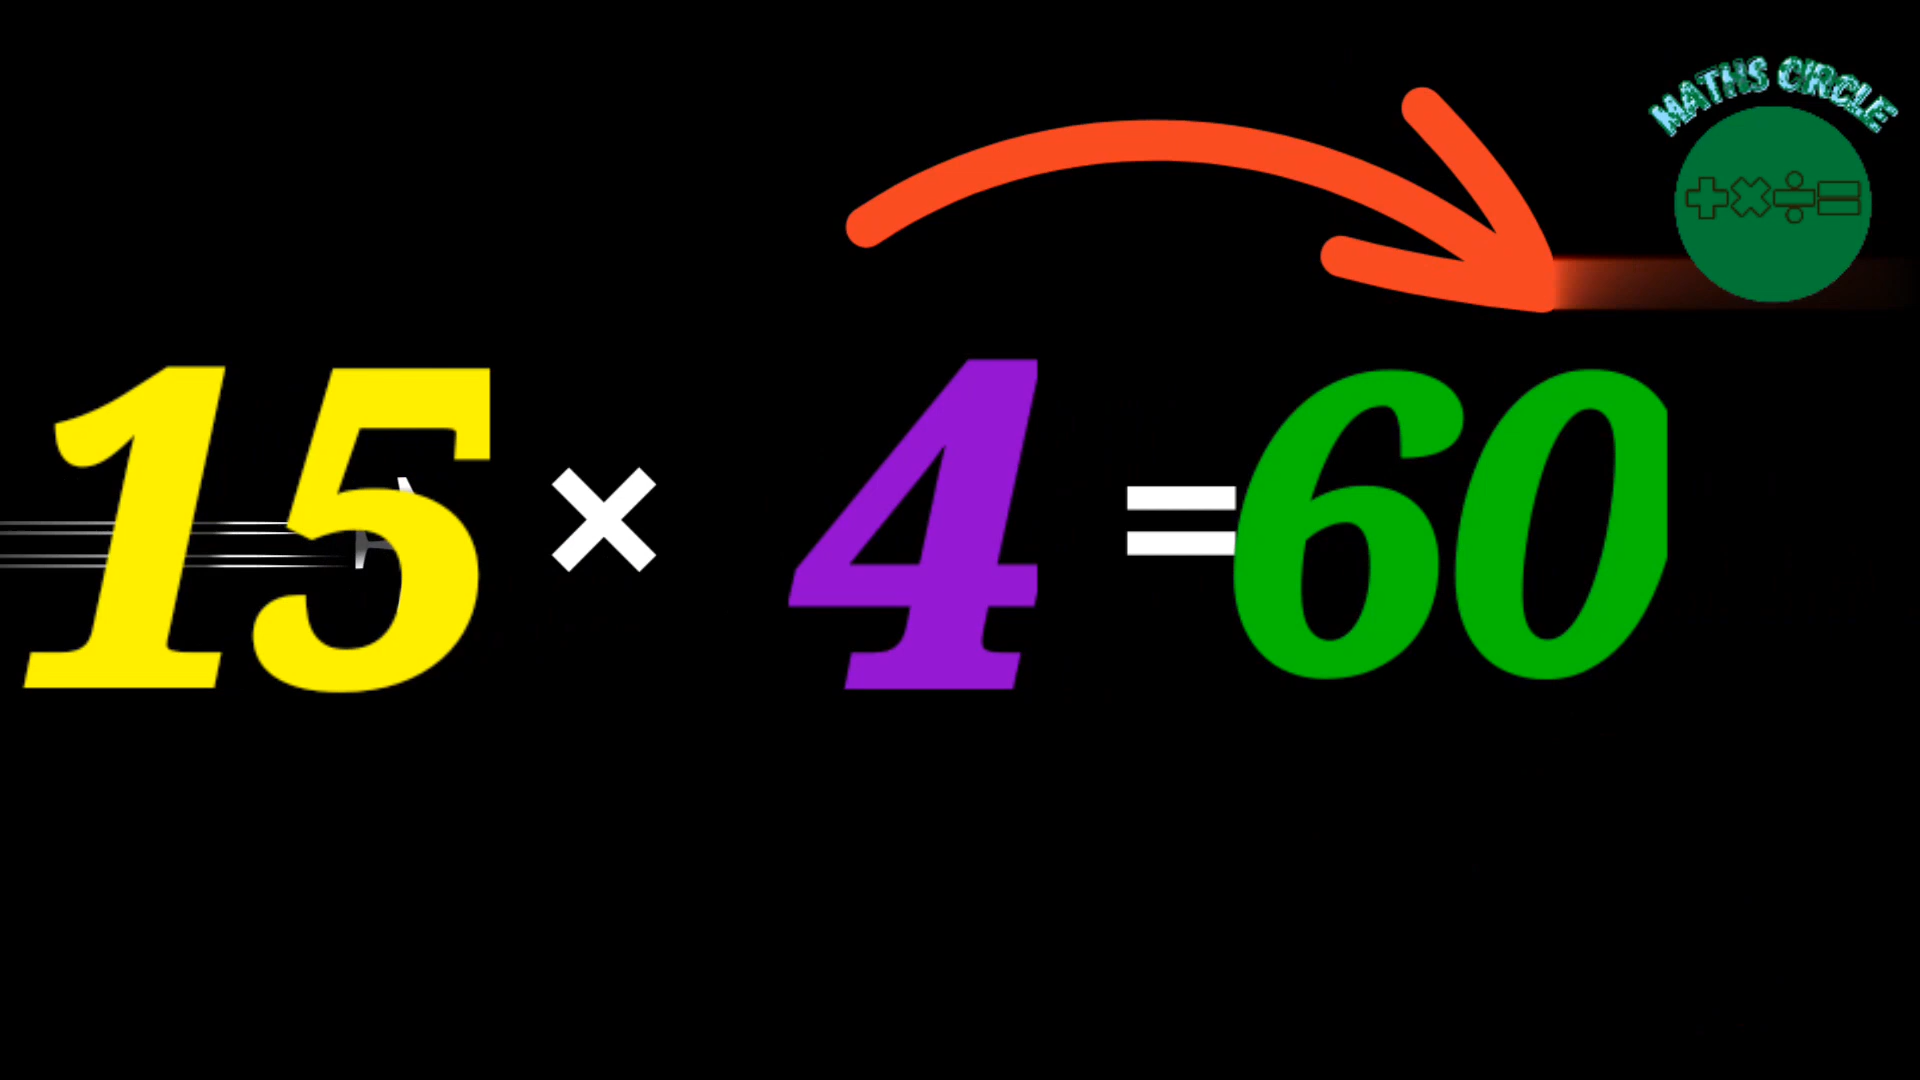 MATHS CIRCLE
+×÷=
15 × 4 = 60